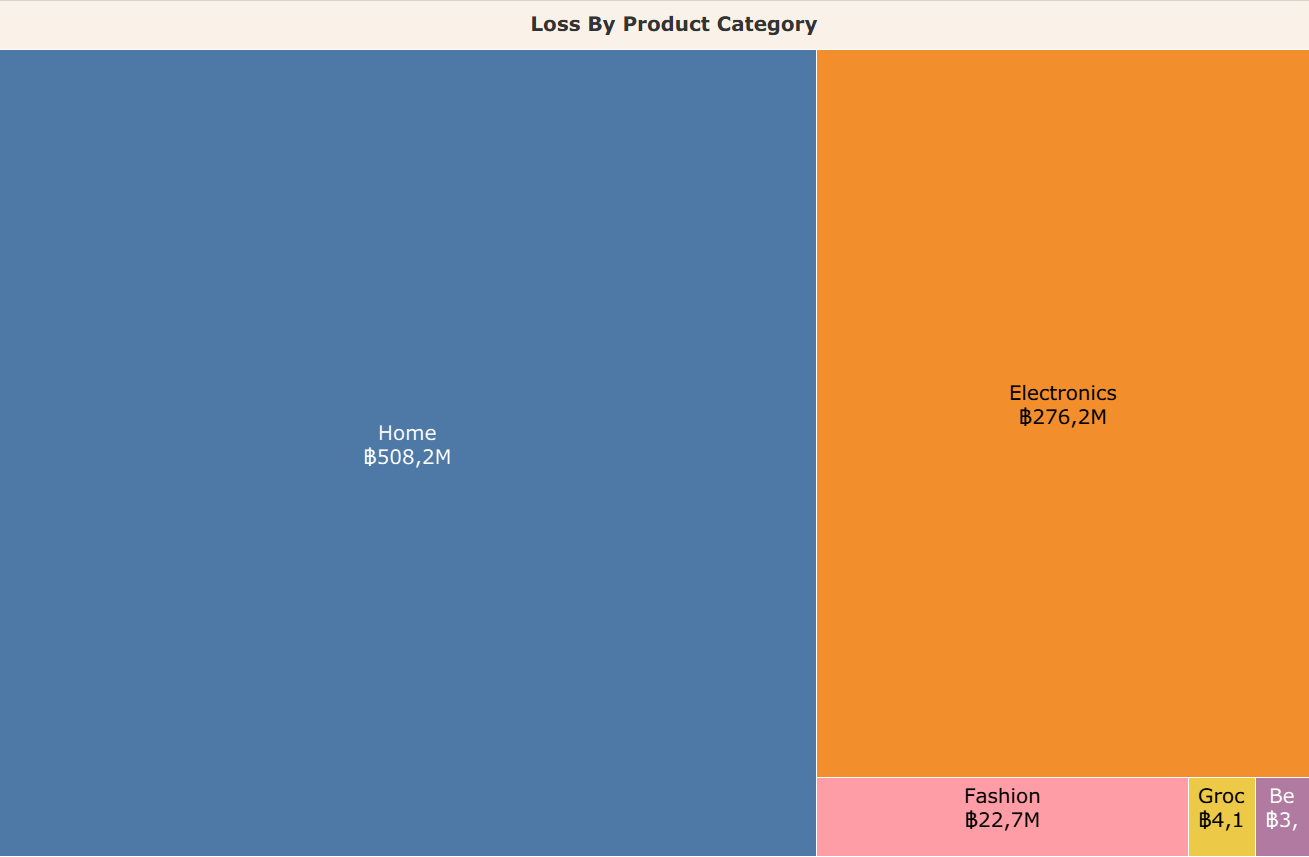 Loss By Product Category
Home
฿508,2M
Electronics
฿276,2M
Fashion
฿22,7M
Groc
฿4,1
Be
฿3,